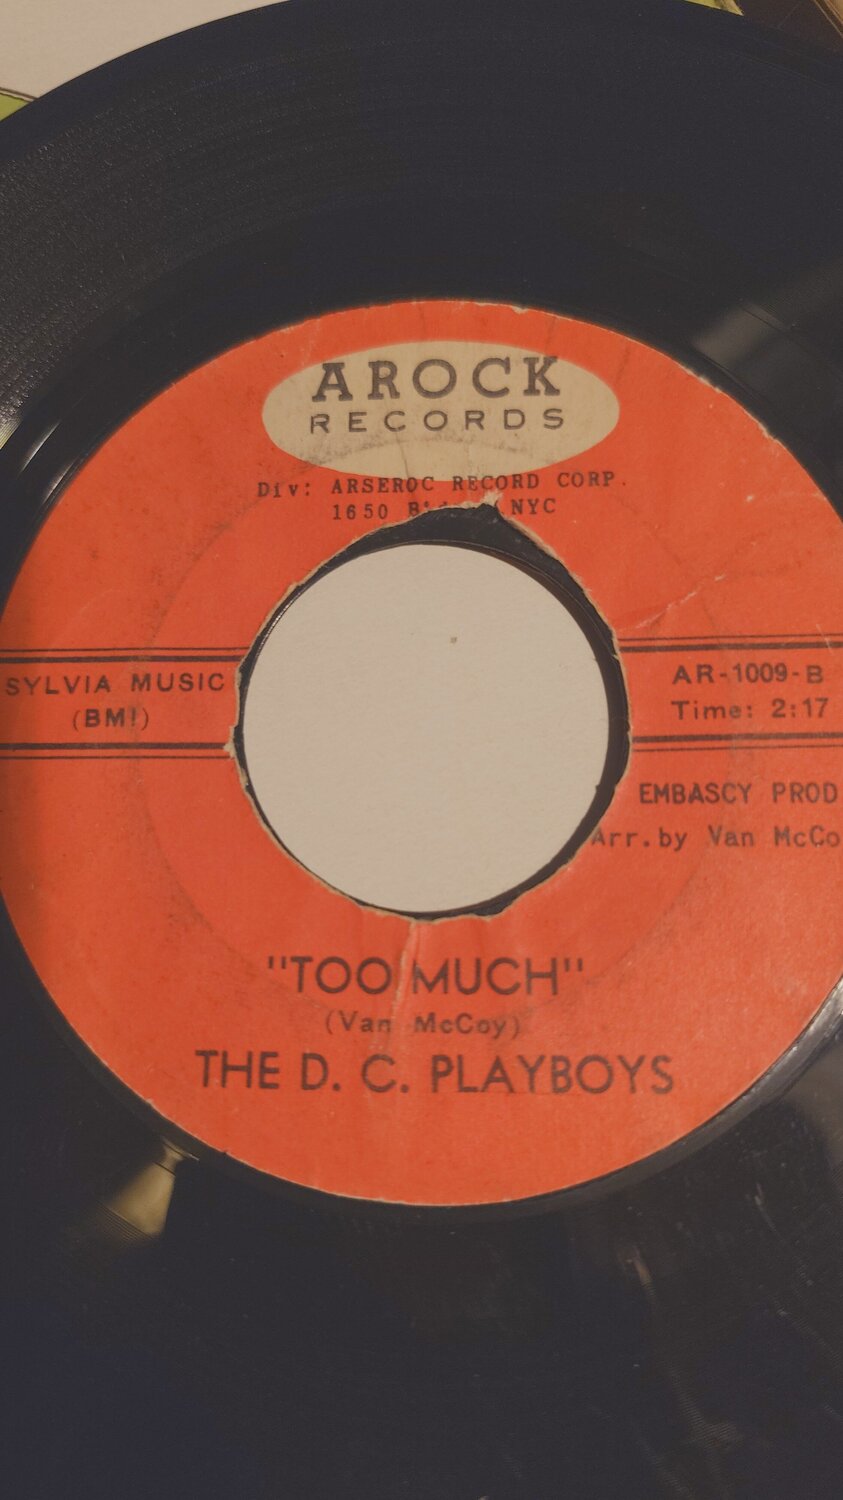 AROCK
RECORDS
Div: ARSEROC RECORD CORP.
1650 NYC
SYLVIA MUSIC
(BMI)
AR-1009-B
Time: 2:17
EMBASCY PROD
Arr.by Van McCo
"TOO MUCH"
(Van McCoy)
THE D. C. PLAYBOYS